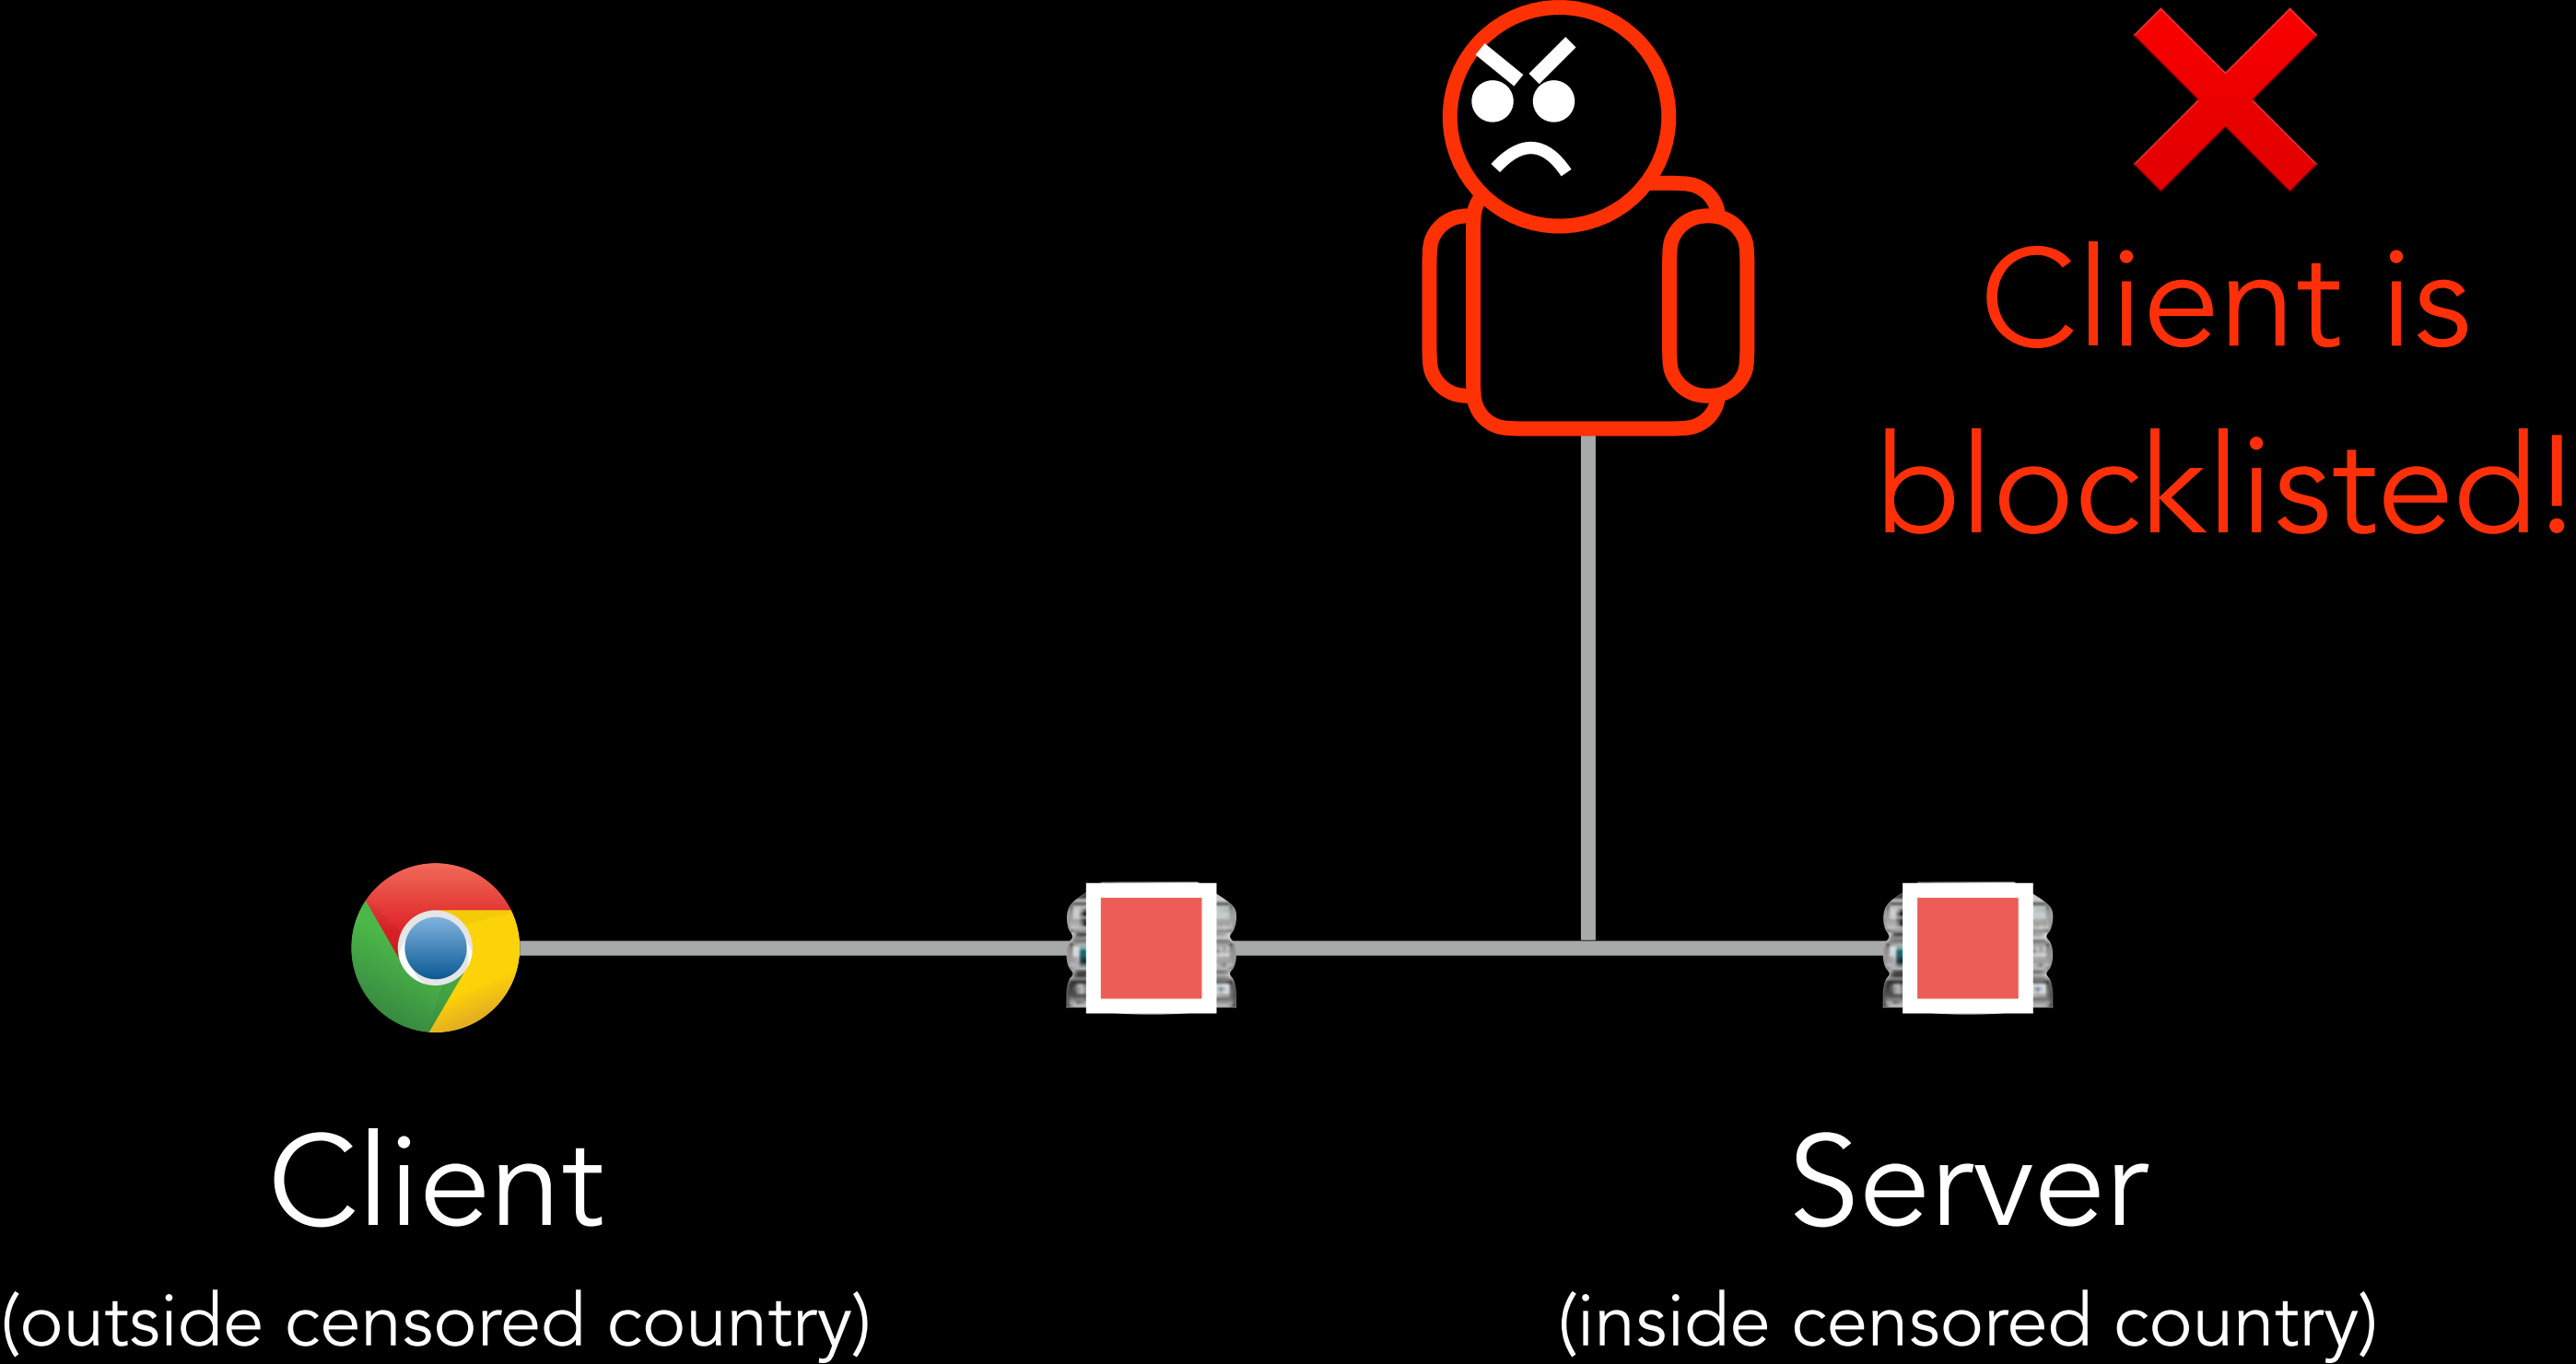 Client is
blocklisted!
Client
(outside censored country)
Server
(inside censored country)